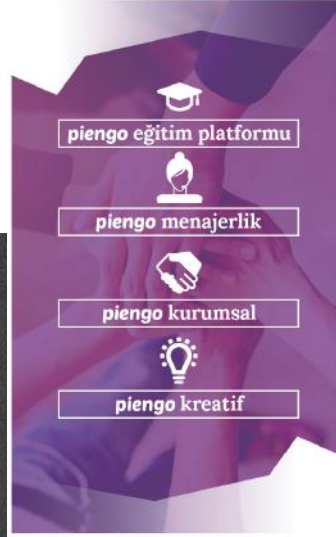 piengo eğitim platformu
piengo menajerlik
piengo kurumsal
piengo kreatif